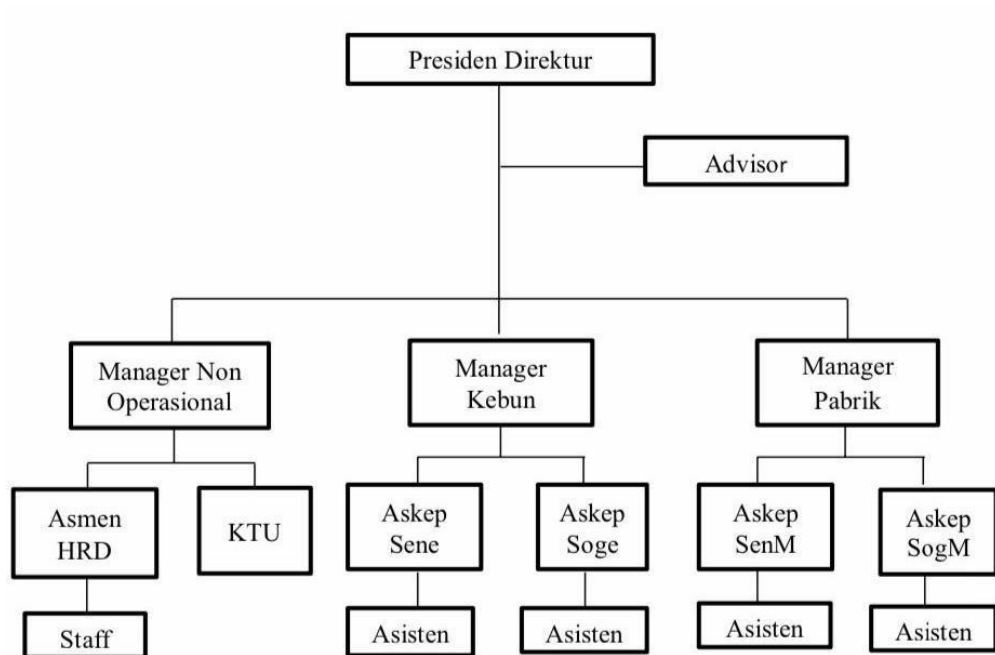 Presiden Direktur
Advisor
Manager Non
Operasional
Manager
Kebun
Manager
Pabrik
Asmen
HRD
KTU
Askep
Sene
Askep
Soge
Askep
SenM
Askep
SogM
Staff
Asisten
Asisten
Asisten
Asisten